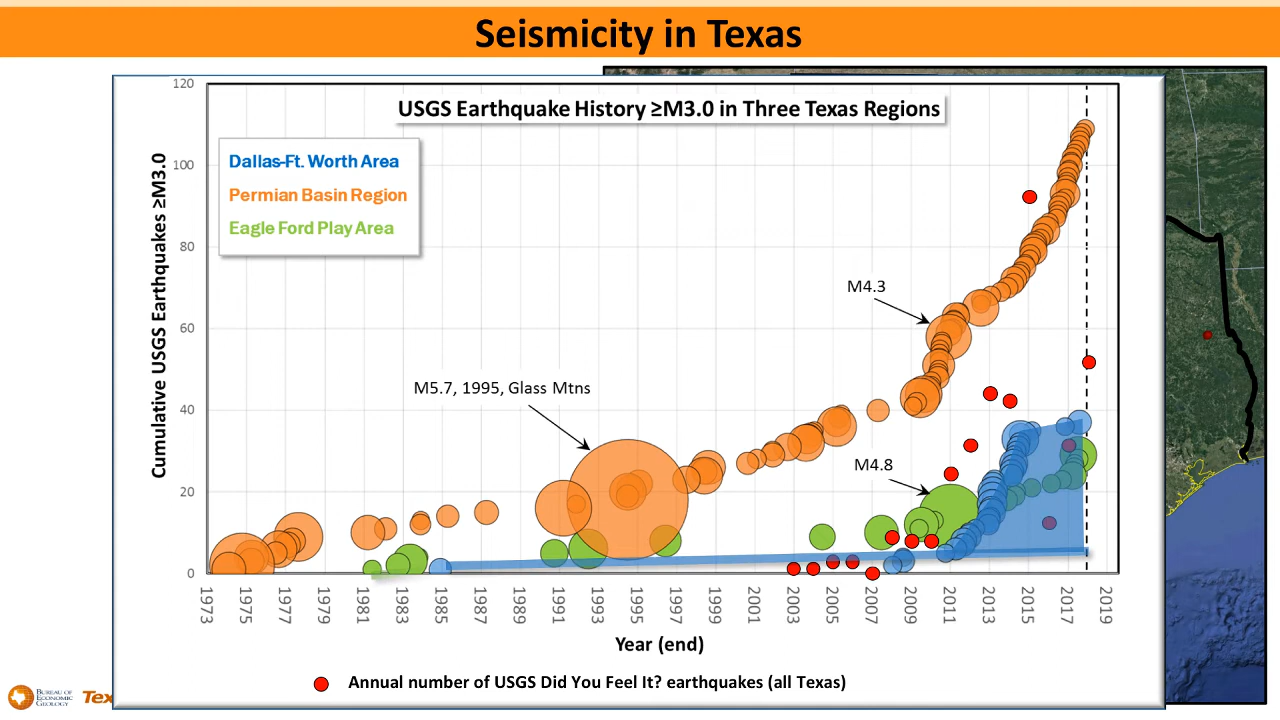 Seismicity in Texas
USGS Earthquake History ≥M3.0 in Three Texas Regions
Dallas-Ft. Worth Area
Permian Basin Region
Eagle Ford Play Area
Cumulative USGS Earthquakes ≥M3.0
120
100
80
60
40
20
0
M4.3
M5.7, 1995, Glass Mtns
M4.8
1973
1975
1977
1979
1981
1983
1985
1987
1989
1991
1993
1995
1997
1999
2001
2003
2005
2007
2009
2011
2013
2015
2017
2019
Year (end)
Annual number of USGS Did You Feel It? earthquakes (all Texas)
BUREAU OF
ECONOMIC
GEOLOGY
Tex